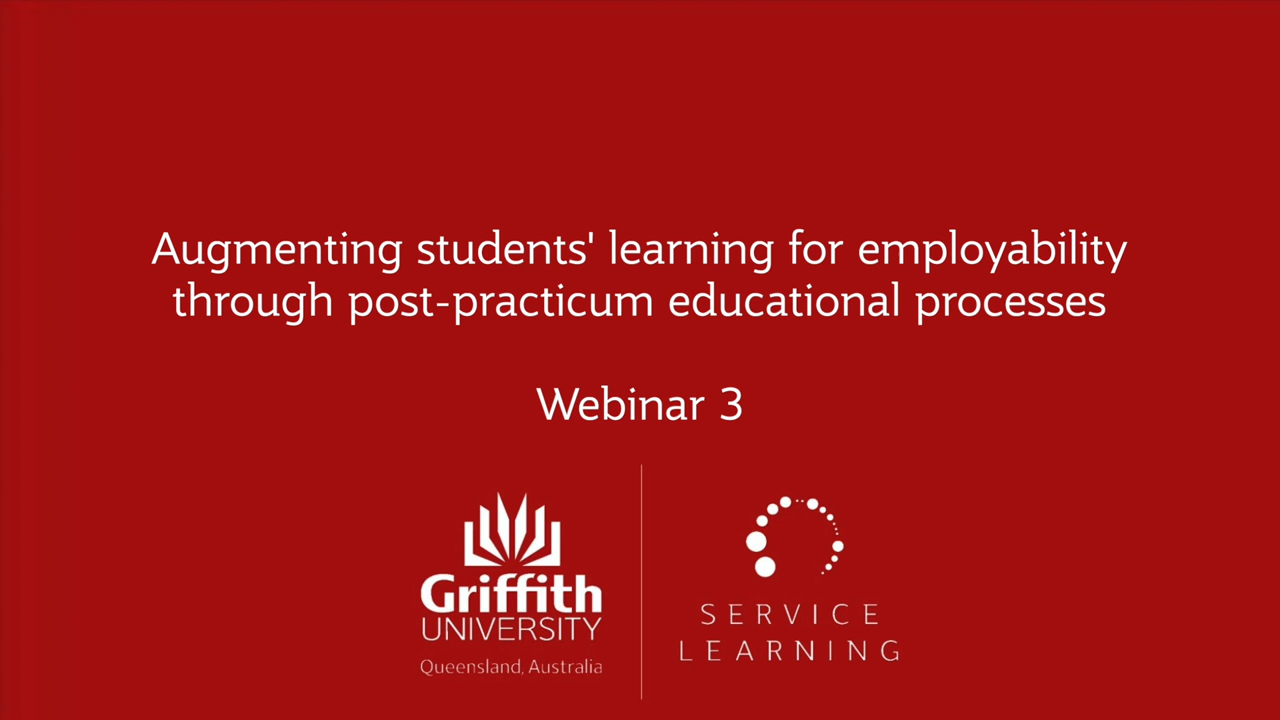 Augmenting students' learning for employability
through post-practicum educational processes
Webinar 3
Griffith
UNIVERSITY
Queensland, Australia
SERVICE
LEARNING